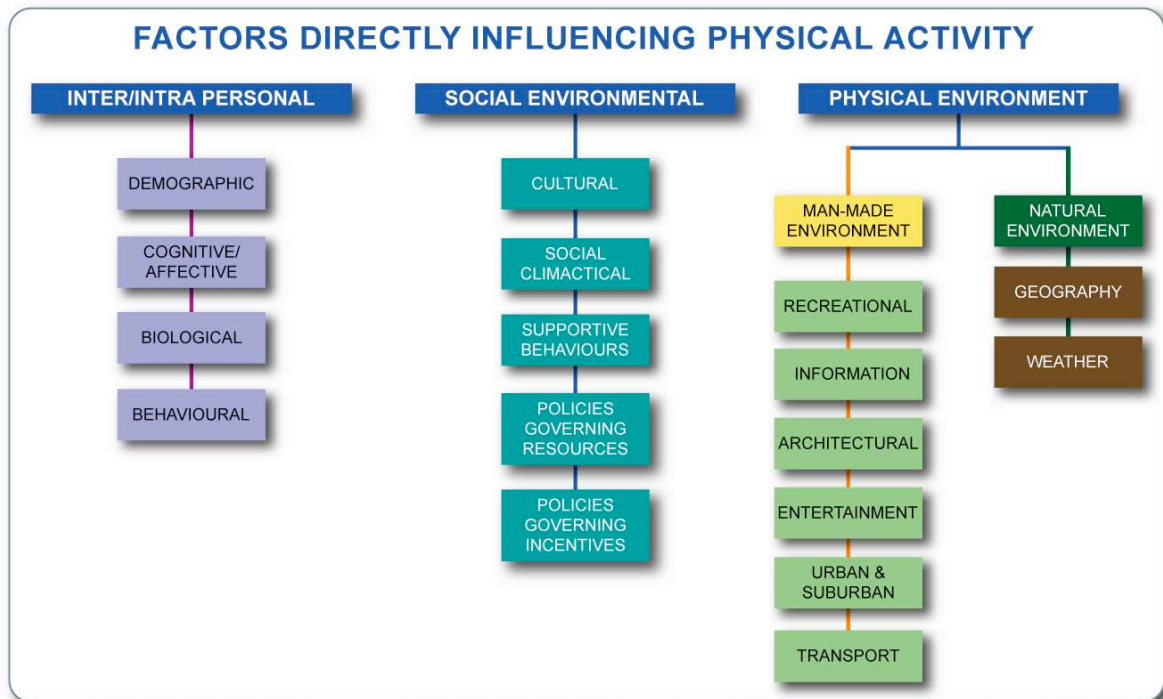 FACTORS DIRECTLY INFLUENCING PHYSICAL ACTIVITY
INTER/INTRA PERSONAL
DEMOGRAPHIC
COGNITIVE/
AFFECTIVE
BIOLOGICAL
BEHAVIOURAL
SOCIAL ENVIRONMENTAL
CULTURAL
SOCIAL
CLIMACTICAL
SUPPORTIVE
BEHAVIOURS
POLICIES
GOVERNING
RESOURCES
POLICIES
GOVERNING
INCENTIVES
PHYSICAL ENVIRONMENT
MAN-MADE
ENVIRONMENT
RECREATIONAL
INFORMATION
ARCHITECTURAL
ENTERTAINMENT
URBAN &
SUBURBAN
TRANSPORT
NATURAL
ENVIRONMENT
GEOGRAPHY
WEATHER